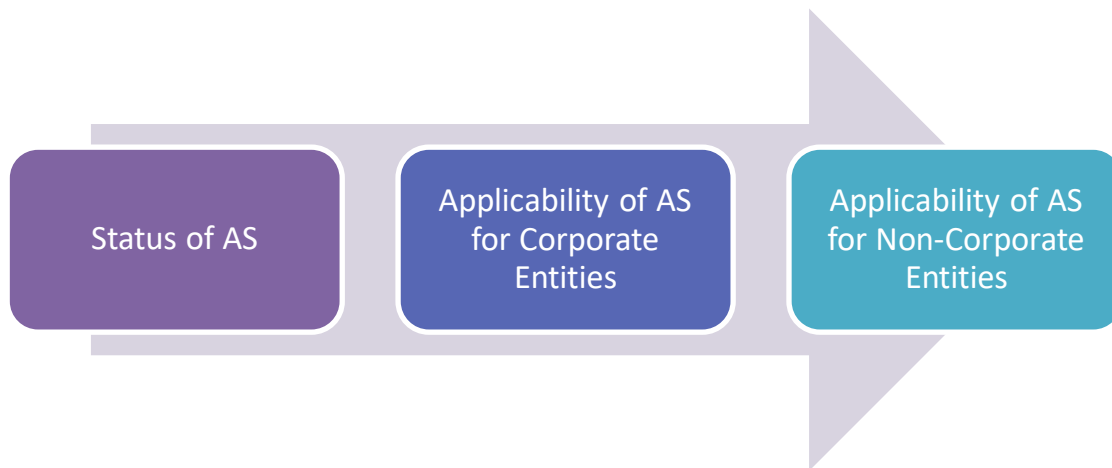 Status of AS
Applicability of AS
for Corporate
Entities
Applicability of AS
for Non-Corporate
Entities